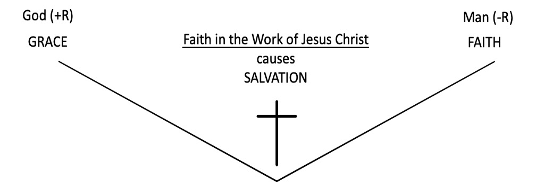 God (+R)
GRACE
Faith in the Work of Jesus Christ
causes
SALVATION
Man (-R)
FAITH